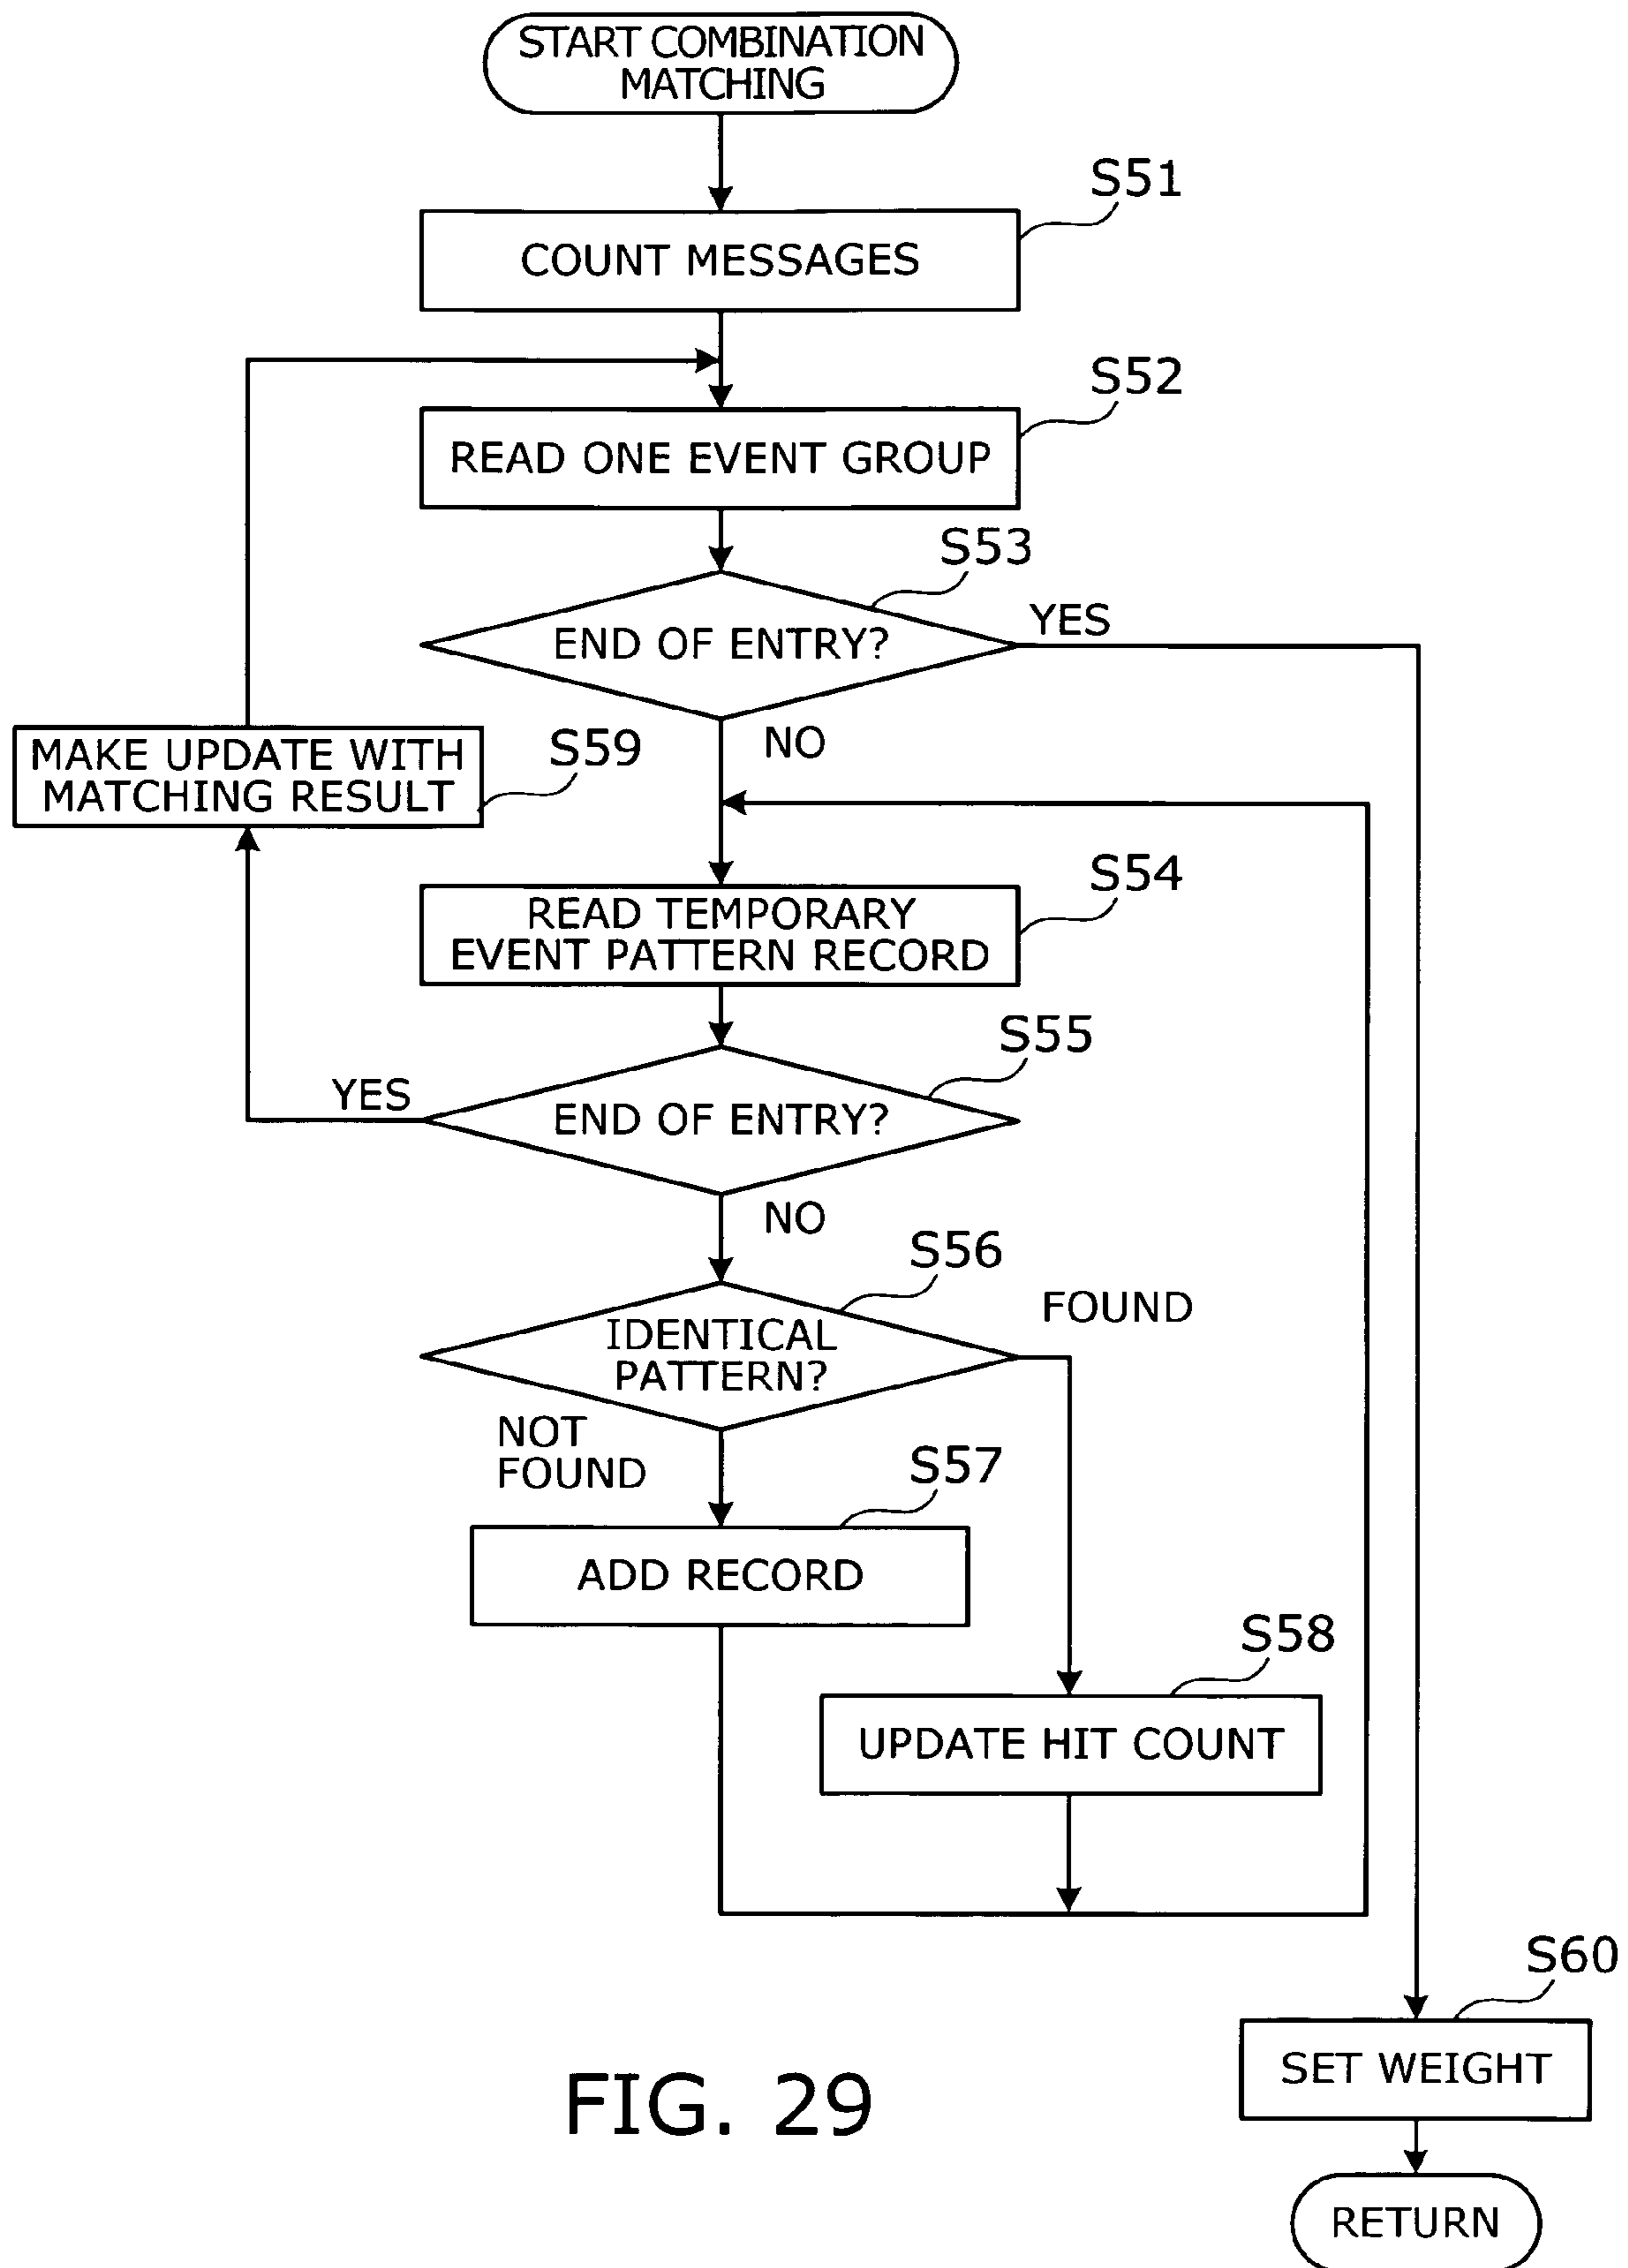 START COMBINATION
MATCHING
S51
COUNT MESSAGES
S52
READ ONE EVENT GROUP
S53
END OF ENTRY?
YES
NO
MAKE UPDATE WITH
MATCHING RESULT
S59
S54
READ TEMPORARY
EVENT PATTERN RECORD
S55
YES
END OF ENTRY?
NO
S56
FOUND
IDENTICAL
PATTERN?
NOT
FOUND
S57
ADD RECORD
S58
UPDATE HIT COUNT
S60
SET WEIGHT
FIG. 29
RETURN